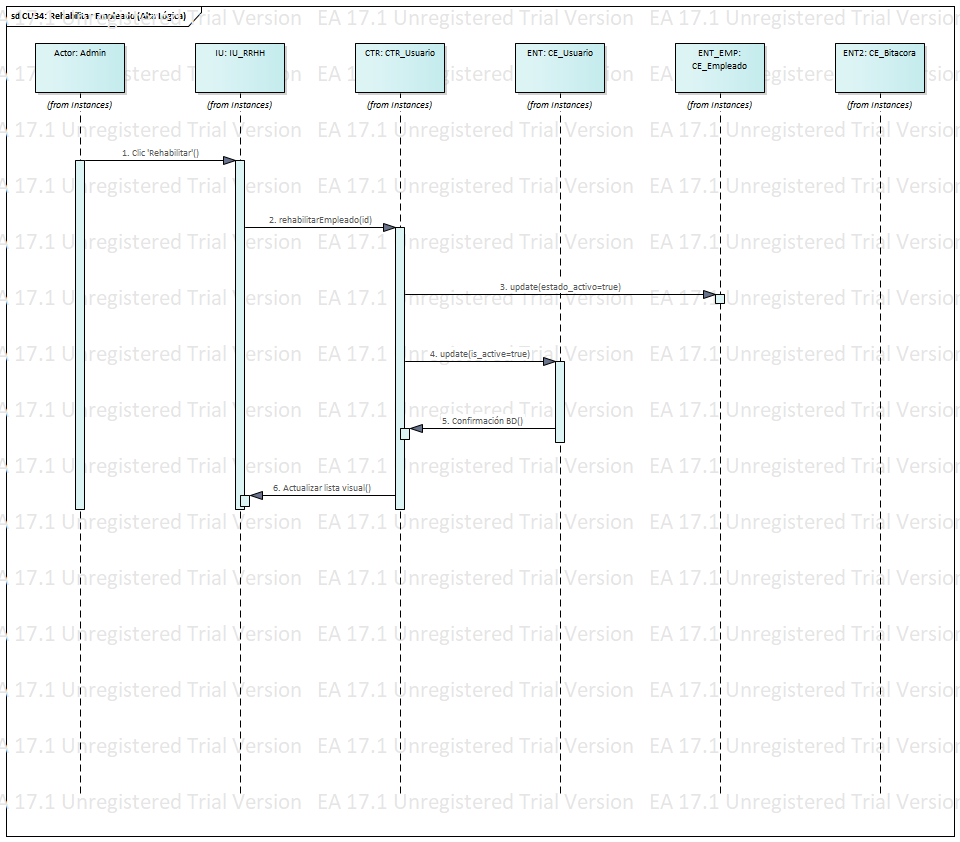 sd CU34: Rehabilitar Empleado (Alta Lógica)
Actor: Admin
(from Instances)
IU: IU_RRHH
(from Instances)
CTR: CTR_Usuario
(from Instances)
ENT: CE_Usuario
(from Instances)
ENT_EMP:
CE_Empleado
(from Instances)
ENT2: CE_Bitacora
(from Instances)
1. Clic 'Rehabilitar'()
2. rehabilitarEmpleado(id)
3. update(estado_activo=true)
4. update(is_active=true)
5. Confirmación BD()
6. Actualizar lista visual()
EA 17.1 Unregistered Trial Version